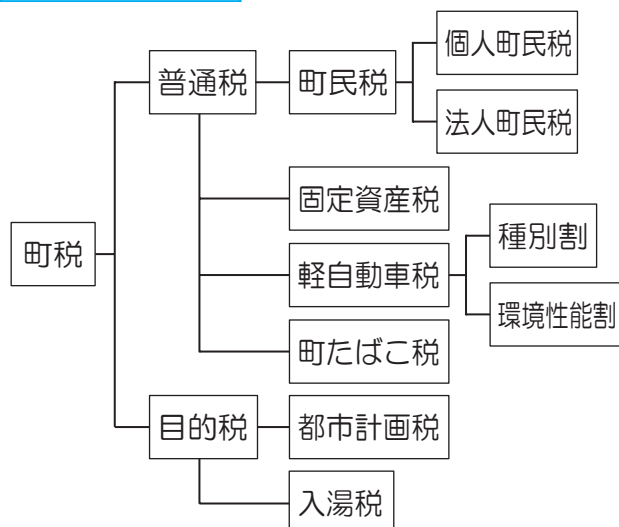 町税
普通税
町民税
個人町民税
法人町民税
固定資産税
軽自動車税
種別割
環境性能割
町たばこ税
目的税
都市計画税
入湯税